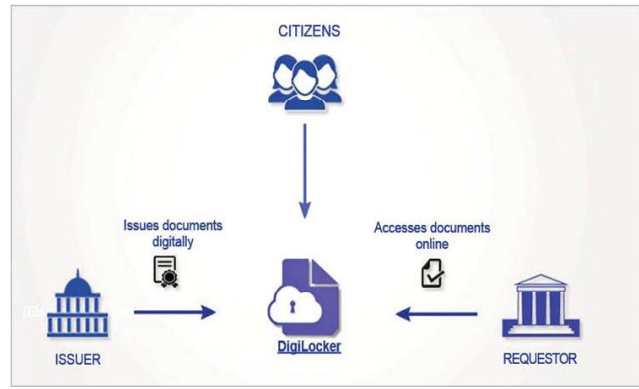 CITIZENS
Issues documents
digitally
Accesses documents
online
DigiLocker
ISSUER
REQUESTOR